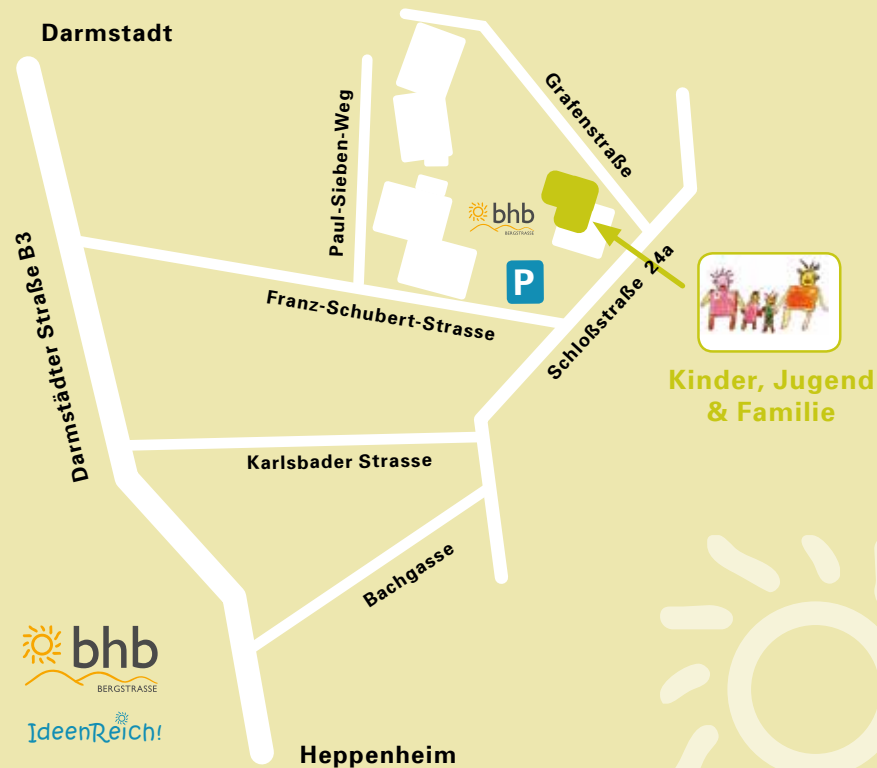 Darmstadt
Grafenstraße
Paul-Sieben-Weg
bhb
BERGSTRASSE
Darmstädter Straße B3
P
Schloßstraße 24a
Franz-Schubert-Strasse
Kinder, Jugend
& Familie
Karlsbader Strasse
Bachgasse
bhb
BERGSTRASSE
IdeenReich!
Heppenheim